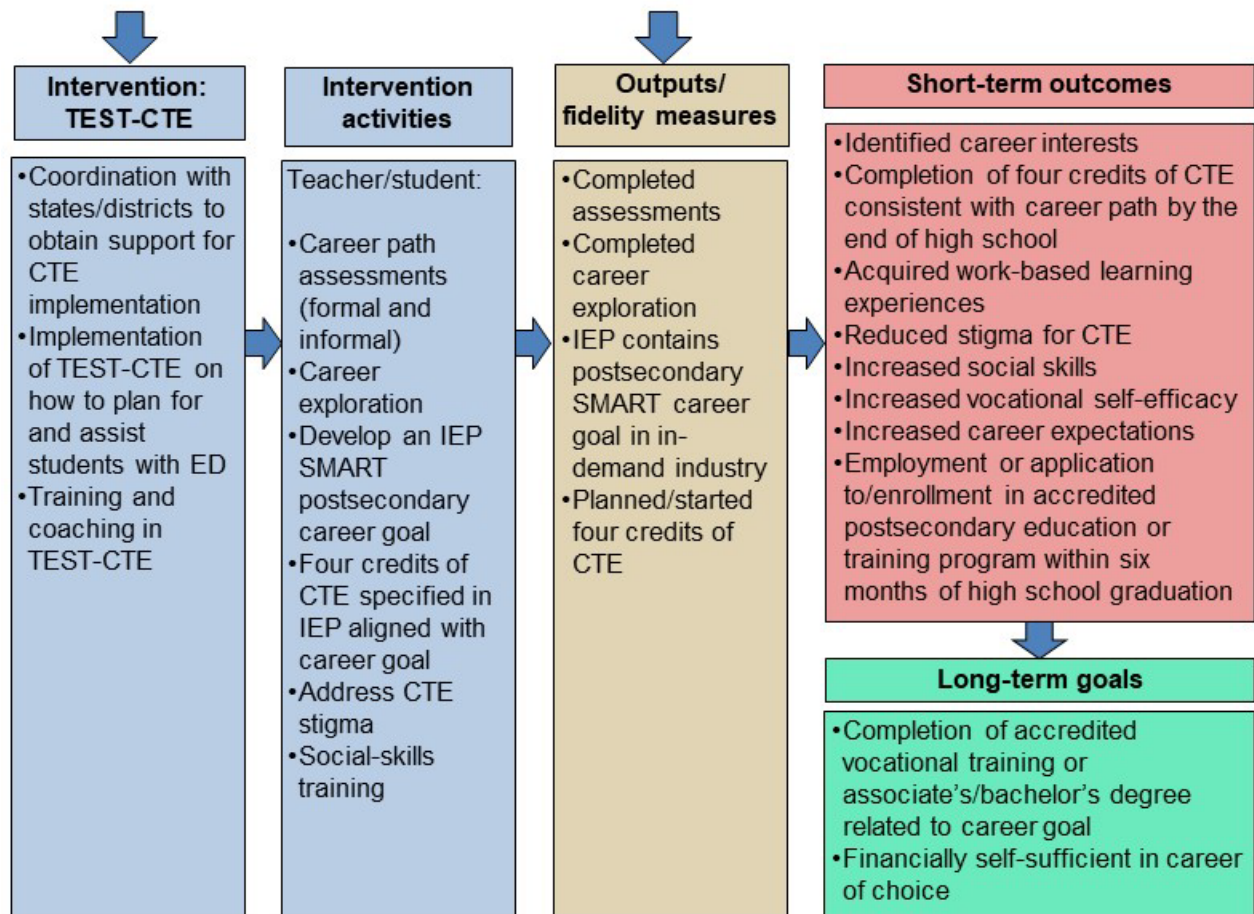 Intervention:
TEST-CTE
•Coordination with
states/districts to
obtain support for
CTE
implementation
•Implementation
of TEST-CTE on
how to plan for
and assist
students with ED
•Training and
coaching in
TEST-CTE
Intervention
activities
Teacher/student:
•Career path
assessments
(formal and
informal)
•Career
exploration
•Develop an IEP
SMART
postsecondary
career goal
•Four credits of
CTE specified in
IEP aligned with
career goal
•Address CTE
stigma
•Social-skills
training
Outputs/
fidelity measures
•Completed
assessments
•Completed
career
exploration
•IEP contains
postsecondary
SMART career
goal in in-
demand industry
•Planned/started
four credits of
CTE
Short-term outcomes
•Identified career interests
•Completion of four credits of CTE
consistent with career path by the
end of high school
•Acquired work-based learning
experiences
•Reduced stigma for CTE
•Increased social skills
•Increased vocational self-efficacy
•Increased career expectations
•Employment or application
to/enrollment in accredited
postsecondary education or
training program within six
months of high school graduation
Long-term goals
•Completion of accredited
vocational training or
associate's/bachelor's degree
related to career goal
•Financially self-sufficient in career
of choice